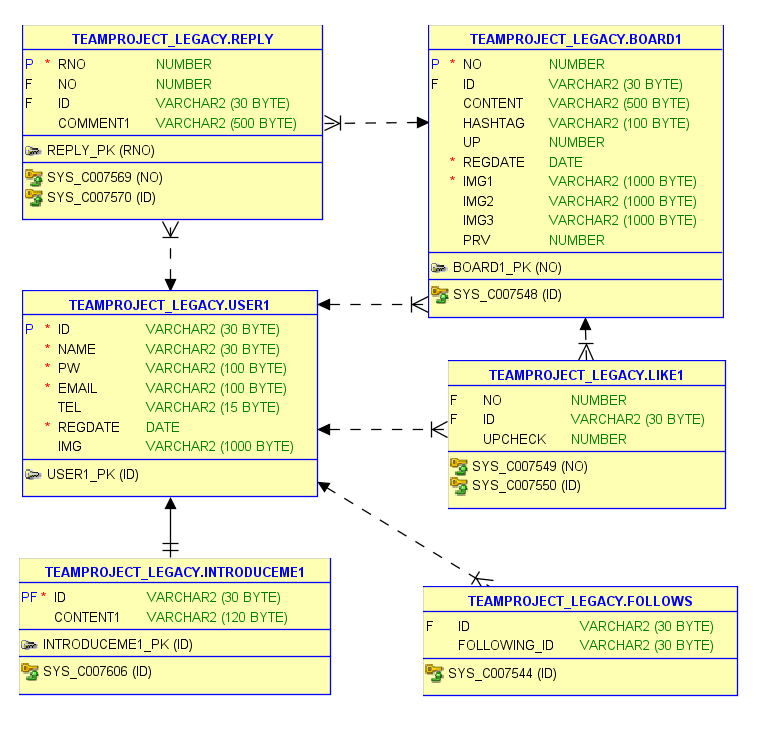 TEAMPROJECT_LEGACY.REPLY
P * RNO NUMBER
F NO NUMBER
F ID VARCHAR2 (30 BYTE)
COMMENT1 VARCHAR2 (500 BYTE)
REPLY_PK (RNO)
SYS_C007569 (NO)
SYS_C007570 (ID)
TEAMPROJECT_LEGACY.BOARD1
P * NO NUMBER
F ID VARCHAR2 (30 BYTE)
CONTENT VARCHAR2 (500 BYTE)
HASHTAG VARCHAR2 (100 BYTE)
UP NUMBER
* REGDATE DATE
* IMG1 VARCHAR2 (1000 BYTE)
IMG2 VARCHAR2 (1000 BYTE)
IMG3 VARCHAR2 (1000 BYTE)
PRV NUMBER
BOARD1_PK (NO)
SYS_C007548 (ID)
TEAMPROJECT_LEGACY.USER1
P * ID VARCHAR2 (30 BYTE)
* NAME VARCHAR2 (30 BYTE)
* PW VARCHAR2 (100 BYTE)
* EMAIL VARCHAR2 (100 BYTE)
TEL VARCHAR2 (15 BYTE)
* REGDATE DATE
IMG VARCHAR2 (1000 BYTE)
USER1_PK (ID)
TEAMPROJECT_LEGACY.LIKE1
F NO NUMBER
F ID VARCHAR2 (30 BYTE)
UPCHECK NUMBER
SYS_C007549 (NO)
SYS_C007550 (ID)
TEAMPROJECT_LEGACY.INTRODUCEME1
PF * ID VARCHAR2 (30 BYTE)
CONTENT1 VARCHAR2 (120 BYTE)
INTRODUCEME1_PK (ID)
SYS_C007606 (ID)
TEAMPROJECT_LEGACY.FOLLOWS
F ID VARCHAR2 (30 BYTE)
FOLLOWING_ID VARCHAR2 (30 BYTE)
SYS_C007544 (ID)